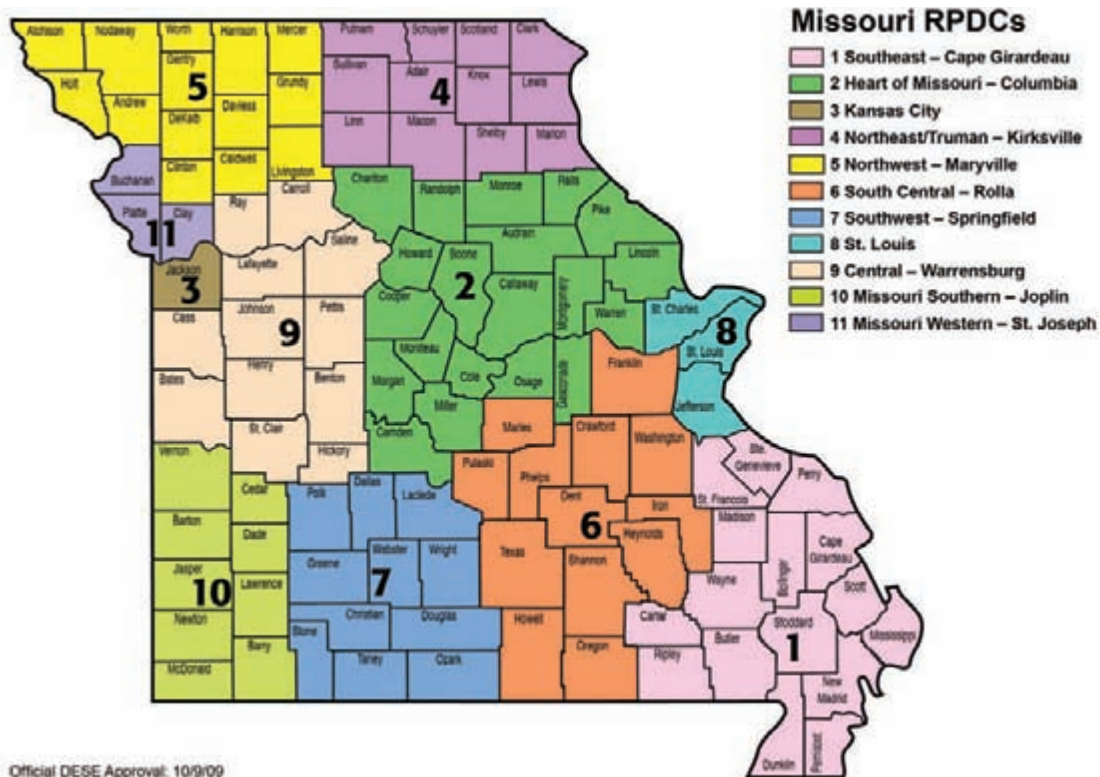 Missouri RPDCs
1 Southeast – Cape Girardeau
2 Heart of Missouri – Columbia
3 Kansas City
4 Northeast/Truman – Kirksville
5 Northwest – Maryville
6 South Central – Rolla
7 Southwest – Springfield
8 St. Louis
9 Central – Warrensburg
10 Missouri Southern – Joplin
11 Missouri Western – St. Joseph
Atchison
Nodaway
Worth
Harrison
Mercer
Putnam
Schuyler
Scotland
Clark
Holt
Gentry
5
Grundy
Sullivan
Adair
4
Knox
Lewis
Andrew
DeKalb
Daviess
Linn
Macon
Shelby
Marion
Clinton
Caldwell
Livingston
Buchanan
Platte
Clay
11
Ray
Carroll
Chariton
Randolph
Monroe
Ralls
Pike
Audrain
Saline
Howard
Boone
2
Callaway
Montgomery
Lincoln
Warren
Jackson
3
Lafayette
Johnson
9
Pettis
Cooper
Moniteau
Cole
Osage
Gasconade
St. Charles
8
St. Louis
Franklin
Jefferson
Cass
Bates
Henry
Benton
Morgan
Miller
Camden
Maries
Crawford
Washington
St. Clair
Hickory
Vernon
Cedar
Polk
Dallas
Laclede
Pulaski
Phelps
Dent
6
Iron
Reynolds
St. Francois
Ste.
Genevieve
Perry
Madison
Barton
Dade
Greene
Webster
Wright
7
Texas
Shannon
Wayne
Bollinger
Cape
Girardeau
Scott
Jasper
10
Lawrence
Christian
Douglas
Howell
Carter
Butler
Stoddard
1
Mississippi
Newton
Barry
Stone
Taney
Ozark
Oregon
Ripley
New
Madrid
McDonald
Dunklin
Pemiscot
Official DESE Approval: 10/9/09